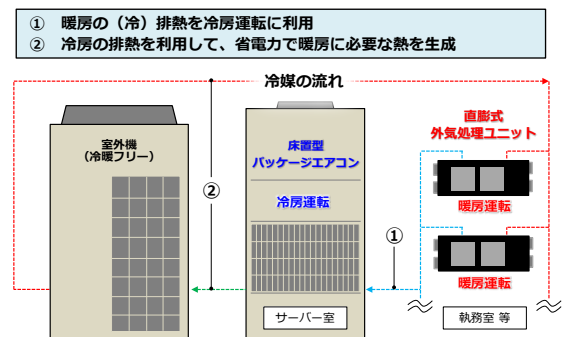 ① 暖房の（冷）排熱を冷房運転に利用
② 冷房の排熱を利用して、省電力で暖房に必要な熱を生成
冷媒の流れ
室外機
（冷暖フリー）
②
床置型
パッケージエアコン
冷房運転
サーバー室
①
直膨式
外気処理ユニット
暖房運転
暖房運転
執務室 等